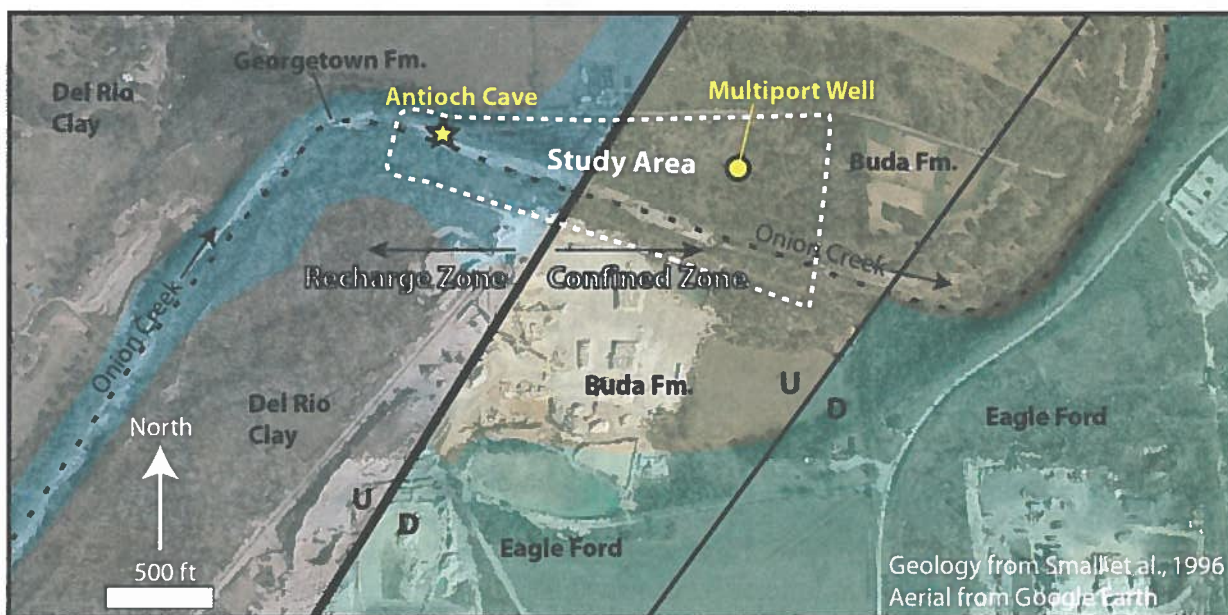 Georgetown Fm.
Del Rio
Clay
Antioch Cave
Multiport Well
Study Area
Buda Fm.
Onion Creek
Recharge Zone
Confined Zone
Onion Creek
Buda Fm.
Del Rio
Clay
U
D
Eagle Ford
North
U
D
Eagle Ford
500 ft
Geology from Small et al., 1996
Aerial from Google Earth